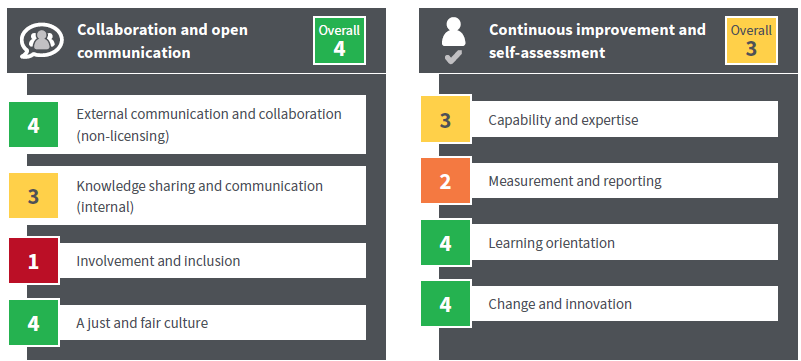 Collaboration and open
communication
Overall
4
4
External communication and collaboration
(non-licensing)
3
Knowledge sharing and communication
(internal)
1
Involvement and inclusion
4
A just and fair culture
Continuous improvement and
self-assessment
Overall
3
3
Capability and expertise
2
Measurement and reporting
4
Learning orientation
4
Change and innovation